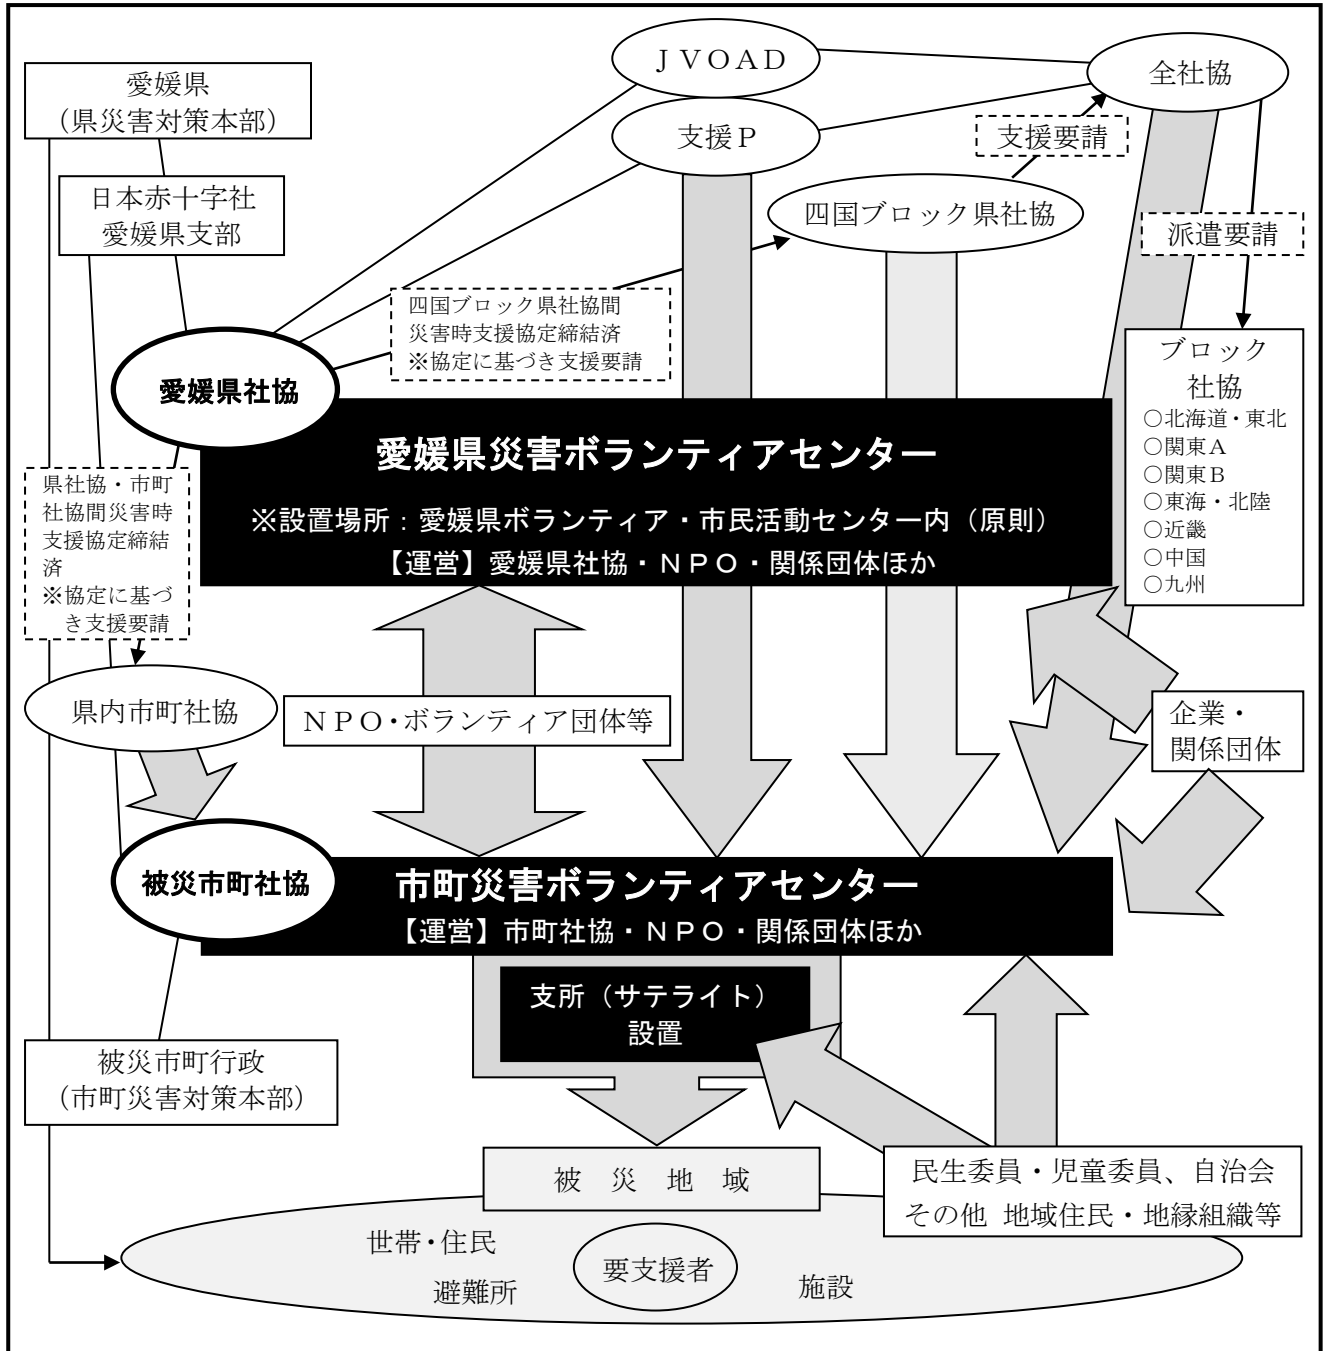 ＪＶＯＡＤ
全社協
愛媛県
（県災害対策本部）
支援Ｐ
支援要請
日本赤十字社
愛媛県支部
四国ブロック県社協
派遣要請
四国ブロック県社協間
災害時支援協定締結済
※協定に基づき支援要請
ブロック
社協
○北海道・東北
○関東Ａ
○関東Ｂ
○東海・北陸
○近畿
○中国
○九州
愛媛県社協
愛媛県災害ボランティアセンター
※設置場所：愛媛県ボランティア・市民活動センター内（原則）
【運営】愛媛県社協・ＮＰＯ・関係団体ほか
県社協・市町
社協間災害時
支援協定締結
済
※協定に基づ
き支援要請
県内市町社協
ＮＰＯ・ボランティア団体等
企業・
関係団体
被災市町社協
市町災害ボランティアセンター
【運営】市町社協・ＮＰＯ・関係団体ほか
支所（サテライト）
設置
被災市町行政
（市町災害対策本部）
被　災　地　域
民生委員・児童委員、自治会
その他 地域住民・地縁組織等
世帯・住民
要支援者
避難所
施設